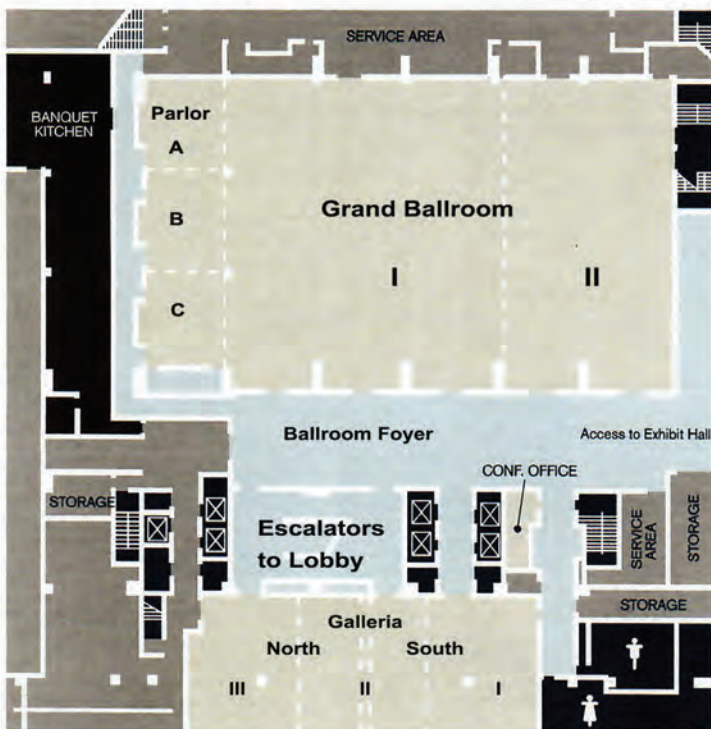 SERVICE AREA
BANQUET
KITCHEN
Parlor
A
B
C
Grand Ballroom
I
II
Ballroom Foyer
Access to Exhibit Hall
CONF. OFFICE
STORAGE
Escalators
to Lobby
SERVICE
AREA
STORAGE
STORAGE
Galleria
North
South
III
II
I